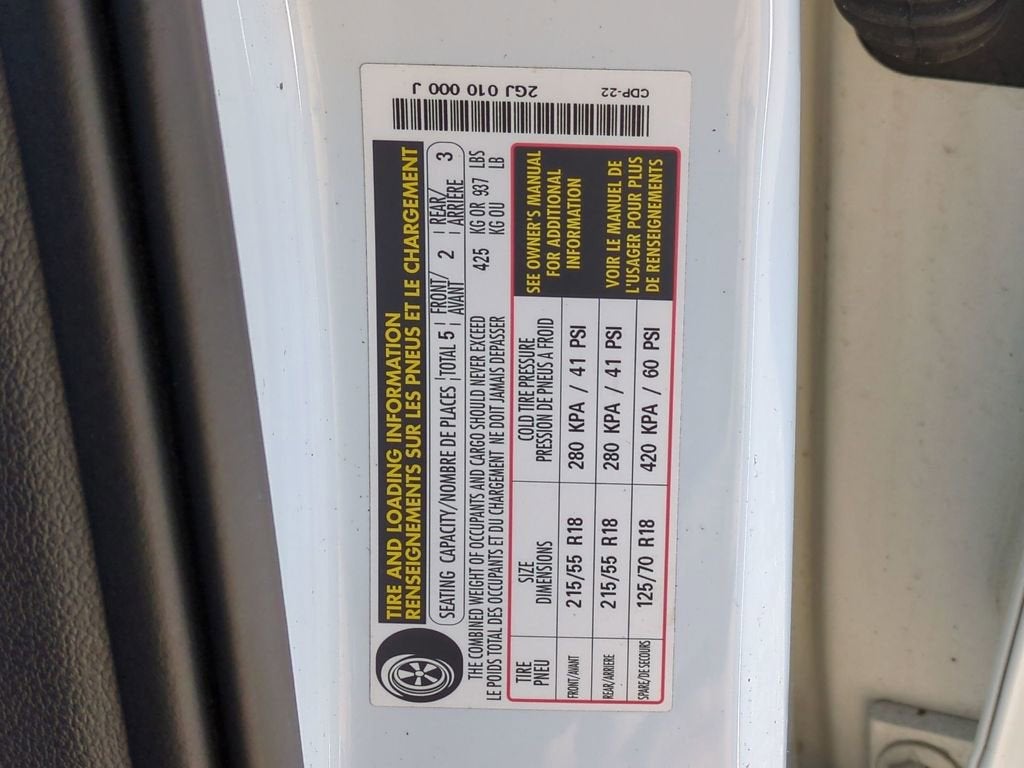 TIRE AND LOADING INFORMATION
RENSEIGNEMENTS SUR LES PNEUS ET LE CHARGEMENT
SEATING CAPACITY/NOMBRE DE PLACES TOTAL 5 FRONT/AVANT 2 REAR/ARRIÈRE 3
THE COMBINED WEIGHT OF OCCUPANTS AND CARGO SHOULD NEVER EXCEED 425 KG OR 937 LBS
LE POIDS TOTAL DES OCCUPANTS ET DU CHARGEMENT NE DOIT JAMAIS DÉPASSER KG OU LB
TIRE
PNEU
SIZE
DIMENSIONS
COLD TIRE PRESSURE
PRESSION DE PNEUS A FROID
FRONT/AVANT 215/55 R18 280 KPA / 41 PSI
REAR/ARRIERE 215/55 R18 280 KPA / 41 PSI
SPARE/DE SECOURS 125/70 R18 420 KPA / 60 PSI
SEE OWNER'S MANUAL
FOR ADDITIONAL
INFORMATION
VOIR LE MANUEL DE
L'USAGER POUR PLUS
DE RENSEIGNEMENTS
2GJ 010 000 J
CDP-22